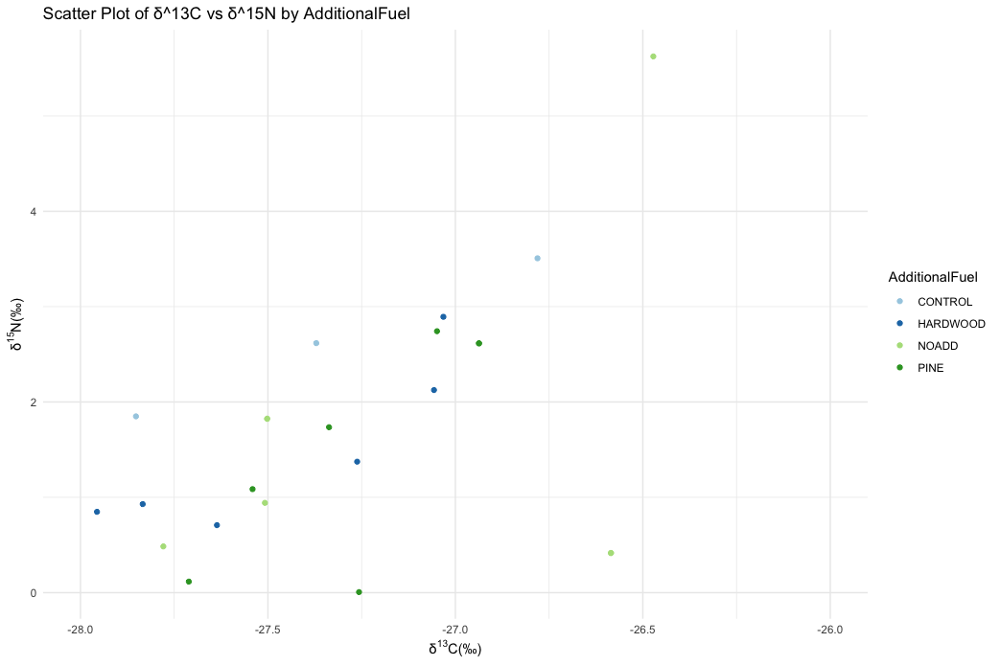 Scatter Plot of δ^13C vs δ^15N by AdditionalFuel
δ¹⁵N(‰)
4
2
0
-28.0
-27.5
-27.0
-26.5
-26.0
δ¹³C(‰)
AdditionalFuel
CONTROL
HARDWOOD
NOADD
PINE